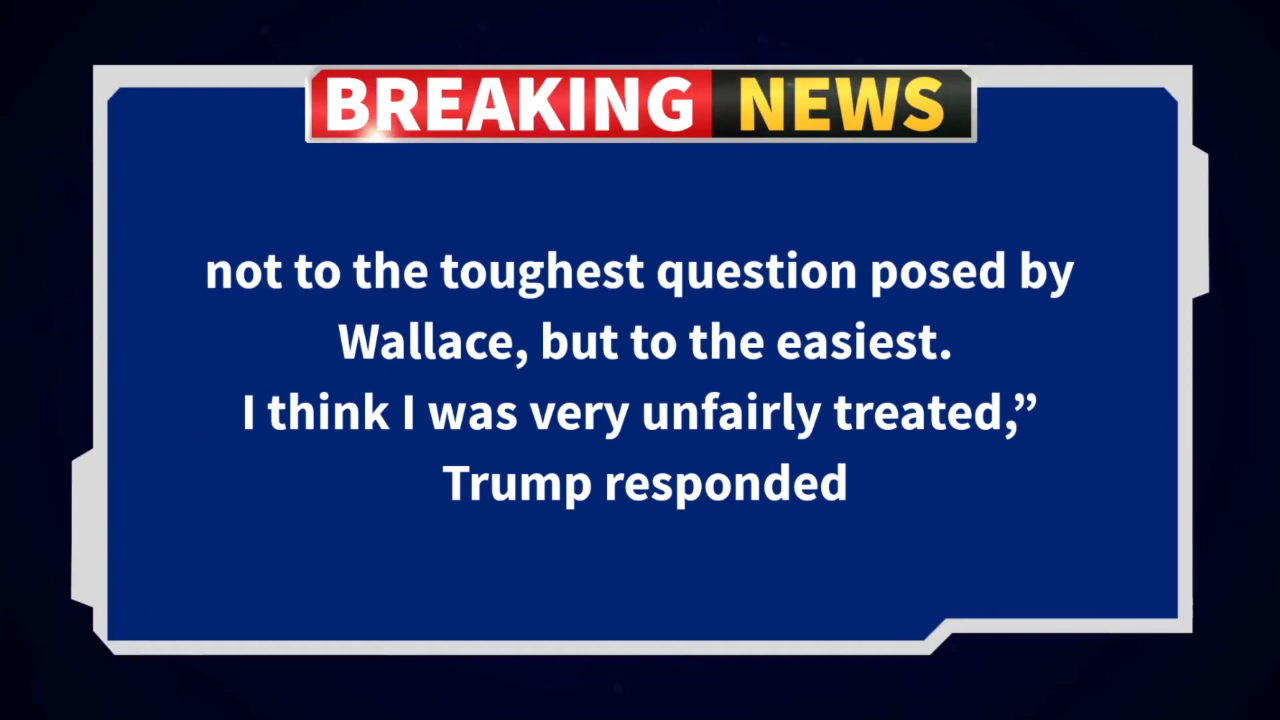 BREAKING NEWS
not to the toughest question posed by
Wallace, but to the easiest.
I think I was very unfairly treated,”
Trump responded